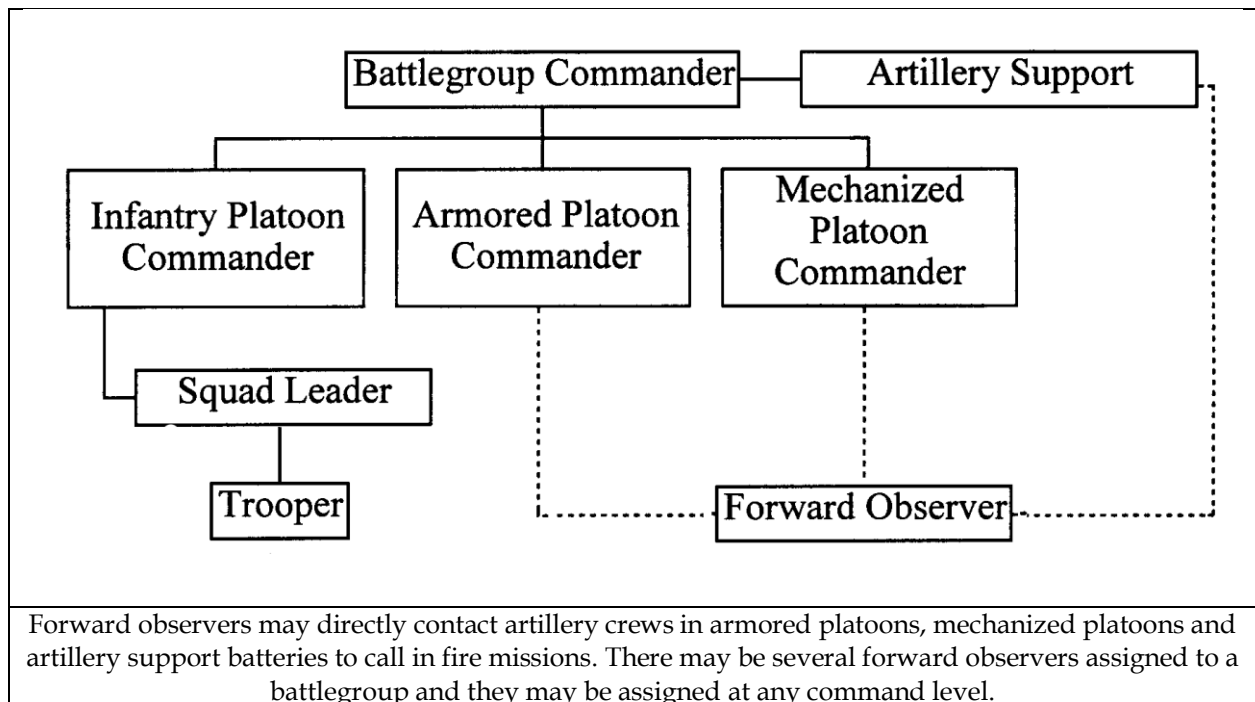 Battlegroup Commander
Artillery Support
Infantry Platoon
Commander
Armored Platoon
Commander
Mechanized
Platoon
Commander
Squad Leader
Trooper
Forward Observer
Forward observers may directly contact artillery crews in armored platoons, mechanized platoons and
artillery support batteries to call in fire missions. There may be several forward observers assigned to a
battlegroup and they may be assigned at any command level.